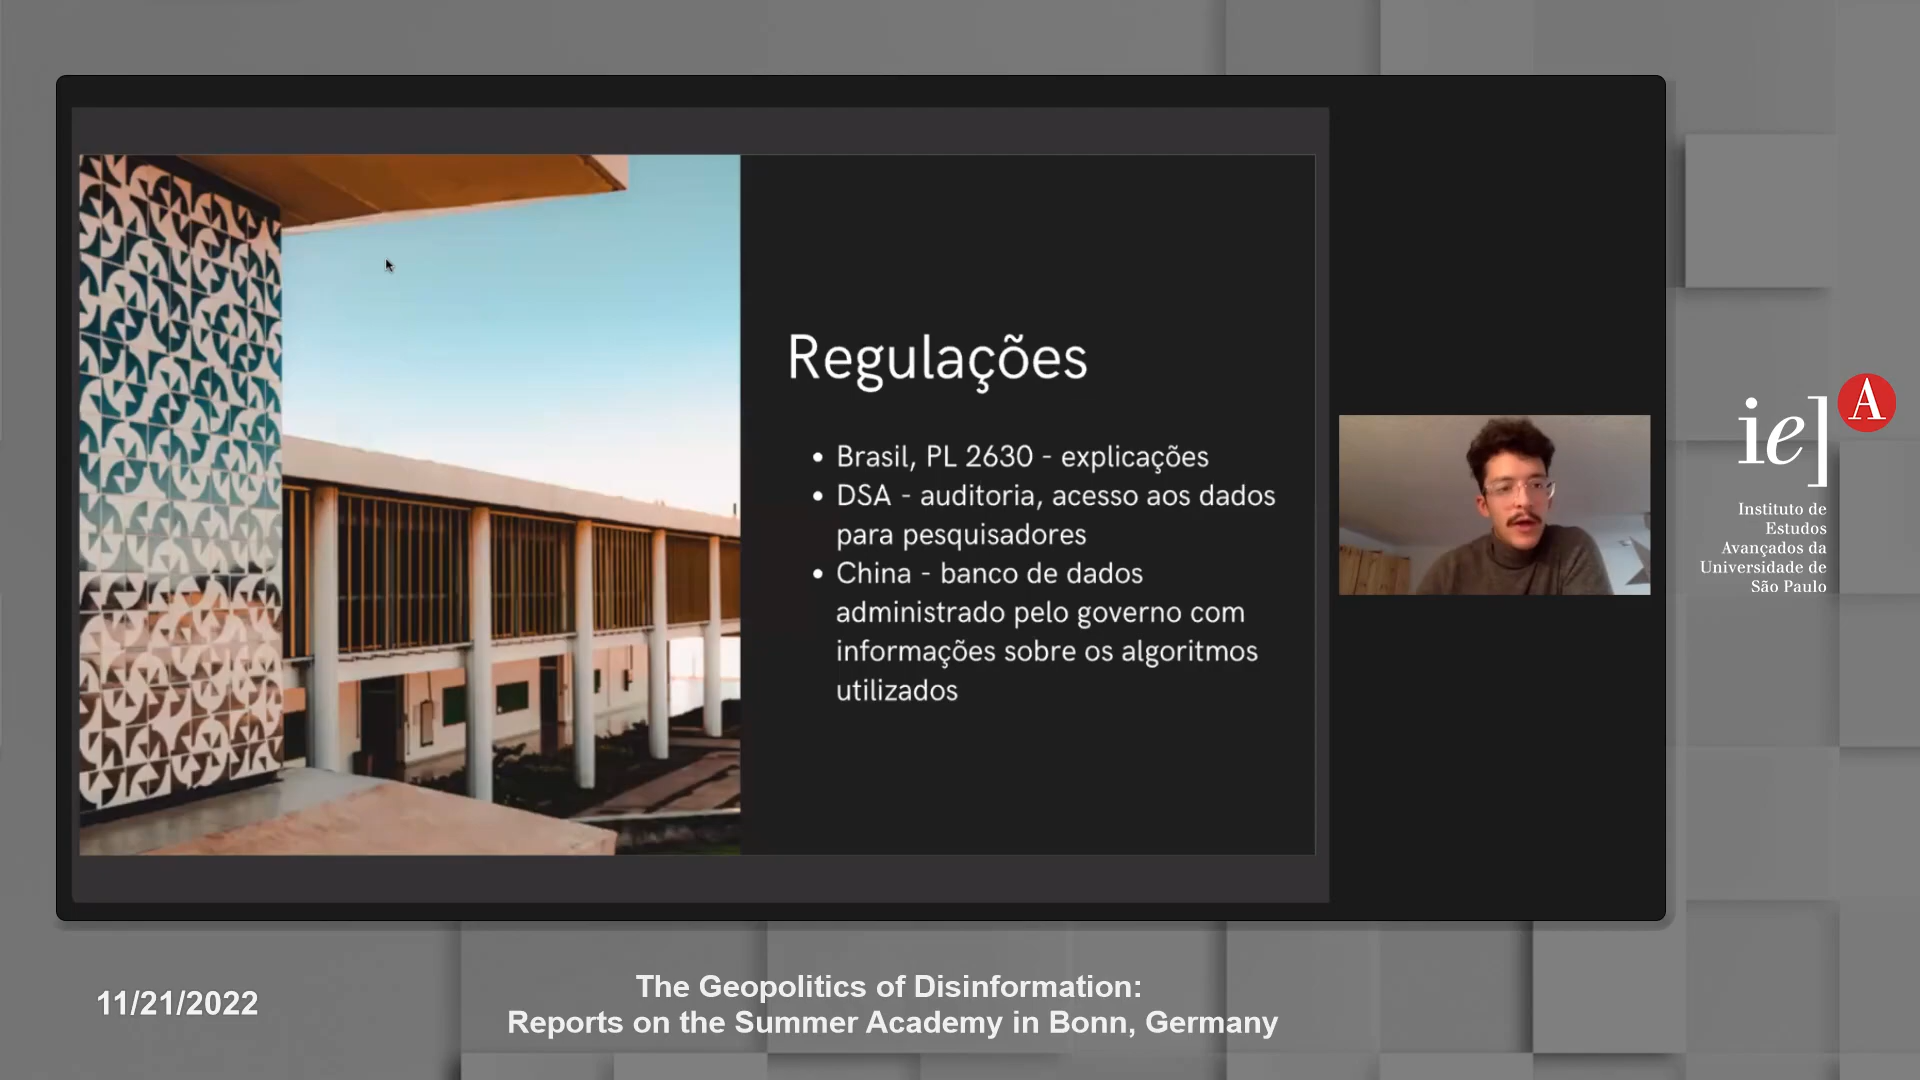 Regulações
Brasil, PL 2630 - explicações
DSA - auditoria, acesso aos dados
para pesquisadores
China - banco de dados
administrado pelo governo com
informações sobre os algoritmos
utilizados
ie] A
Instituto de
Estudos
Avançados da
Universidade de
São Paulo
11/21/2022
The Geopolitics of Disinformation:
Reports on the Summer Academy in Bonn, Germany